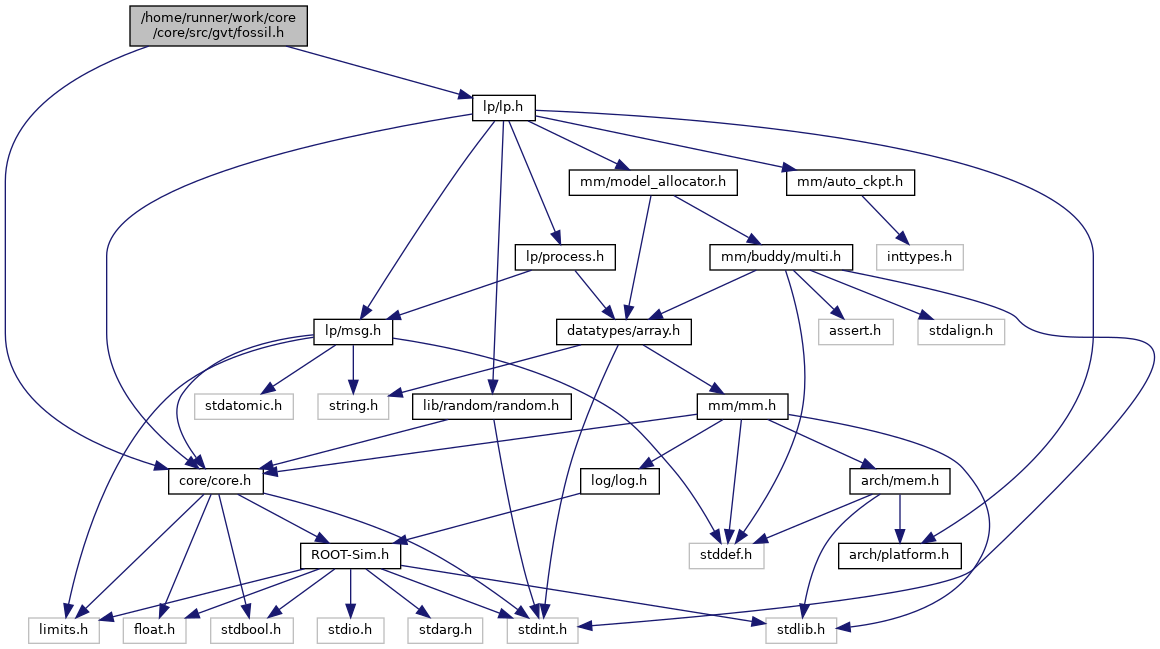 /home/runner/work/core
/core/src/gvt/fossil.h
lp/lp.h
mm/model_allocator.h
mm/auto_ckpt.h
lp/process.h
mm/buddy/multi.h
inttypes.h
lp/msg.h
datatypes/array.h
assert.h
stdalign.h
stdatomic.h
string.h
lib/random/random.h
mm/mm.h
core/core.h
log/log.h
arch/mem.h
ROOT-Sim.h
stddef.h
arch/platform.h
limits.h
float.h
stdbool.h
stdio.h
stdarg.h
stdint.h
stdlib.h